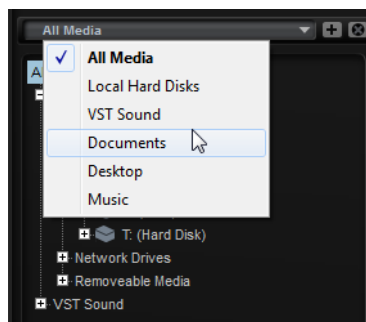 All Media
All Media
Local Hard Disks
VST Sound
Documents
Desktop
Music
T: (Hard Disk)
Network Drives
Removeable Media
VST Sound